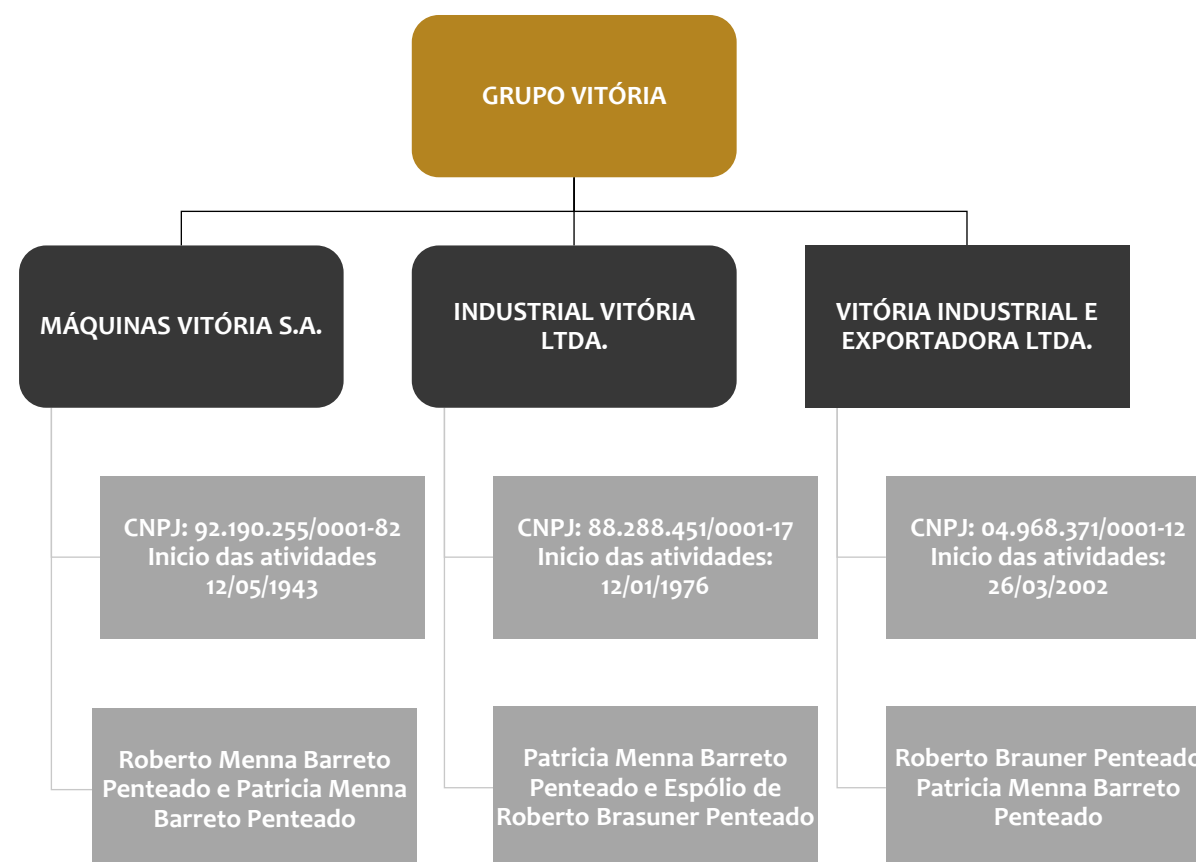 GRUPO VITÓRIA
MÁQUINAS VITÓRIA S.A.
INDUSTRIAL VITÓRIA
LTDA.
VITÓRIA INDUSTRIAL E
EXPORTADORA LTDA.
CNPJ: 92.190.255/0001-82
Inicio das atividades
12/05/1943
CNPJ: 88.288.451/0001-17
Inicio das atividades:
12/01/1976
CNPJ: 04.968.371/0001-12
Inicio das atividades:
26/03/2002
Roberto Menna Barreto
Penteado e Patricia Menna
Barreto Penteado
Patricia Menna Barreto
Penteado e Espólio de
Roberto Brasuner Penteado
Roberto Brauner Penteado
Patricia Menna Barreto
Penteado